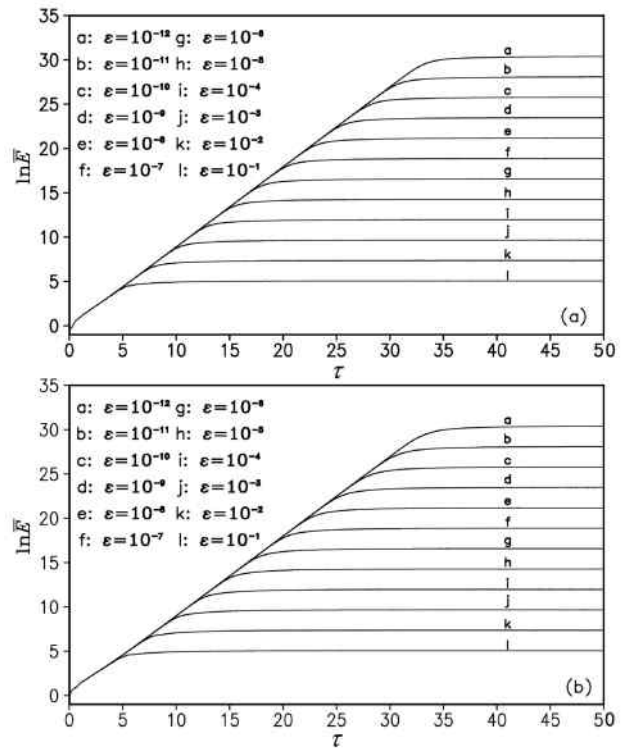 35
30
25
20
15
10
5
0
ln E̅
a: ε=10⁻¹² g: ε=10⁻⁶
b: ε=10⁻¹¹ h: ε=10⁻⁵
c: ε=10⁻¹⁰ i: ε=10⁻⁴
d: ε=10⁻⁹ j: ε=10⁻³
e: ε=10⁻⁸ k: ε=10⁻²
f: ε=10⁻⁷ l: ε=10⁻¹
a
b
c
d
e
f
g
h
i
j
k
l
(a)
0 5 10 15 20 25 30 35 40 45 50
τ
35
30
25
20
15
10
5
0
ln E̅
a: ε=10⁻¹² g: ε=10⁻⁶
b: ε=10⁻¹¹ h: ε=10⁻⁵
c: ε=10⁻¹⁰ i: ε=10⁻⁴
d: ε=10⁻⁹ j: ε=10⁻³
e: ε=10⁻⁸ k: ε=10⁻²
f: ε=10⁻⁷ l: ε=10⁻¹
a
b
c
d
e
f
g
h
i
j
k
l
(b)
0 5 10 15 20 25 30 35 40 45 50
τ